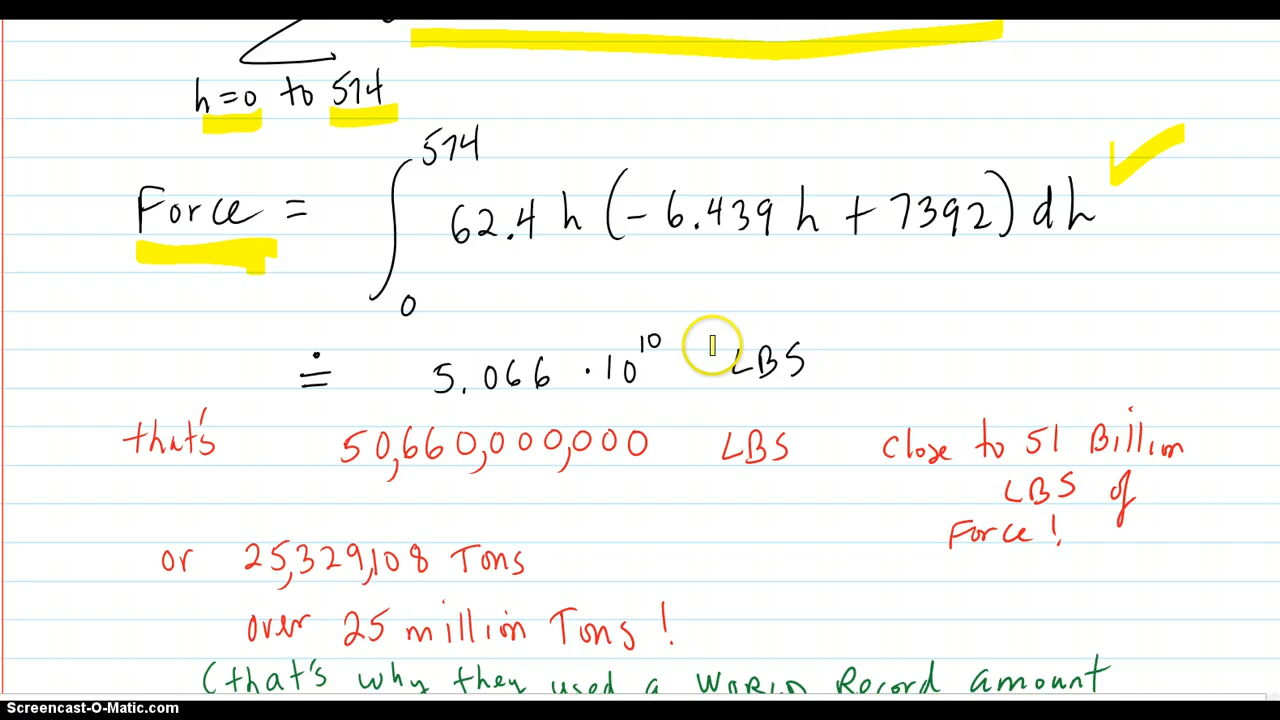 h=0 to 574
574
Force = ∫ 62.4 h (-6.439 h + 7392) dh
0
≐ 5.066 · 10^10 LBS
that's 50,660,000,000 LBS Close to 51 Billion
LBS of
Force!
or 25,329,108 Tons
over 25 million Tons!
(that's why they used a WORLD Record amount
Screencast-O-Matic.com